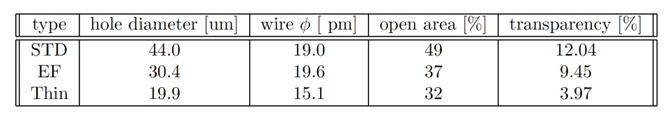 type hole diameter [um] wire ϕ [ pm] open area [%] transparency [%]
STD 44.0 19.0 49 12.04
EF 30.4 19.6 37 9.45
Thin 19.9 15.1 32 3.97